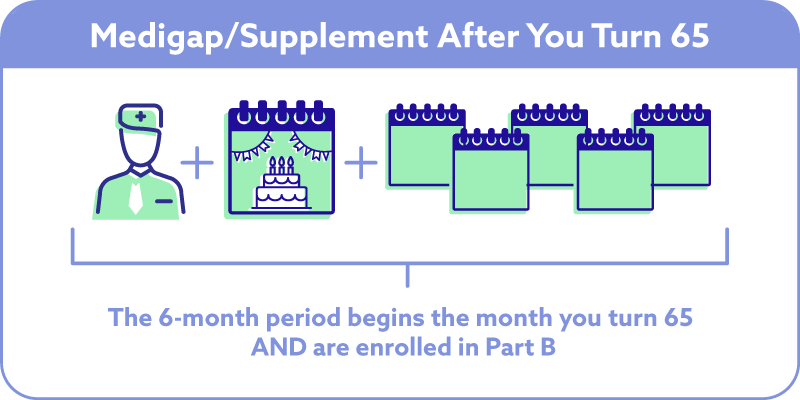 Medigap/Supplement After You Turn 65
The 6-month period begins the month you turn 65
AND are enrolled in Part B